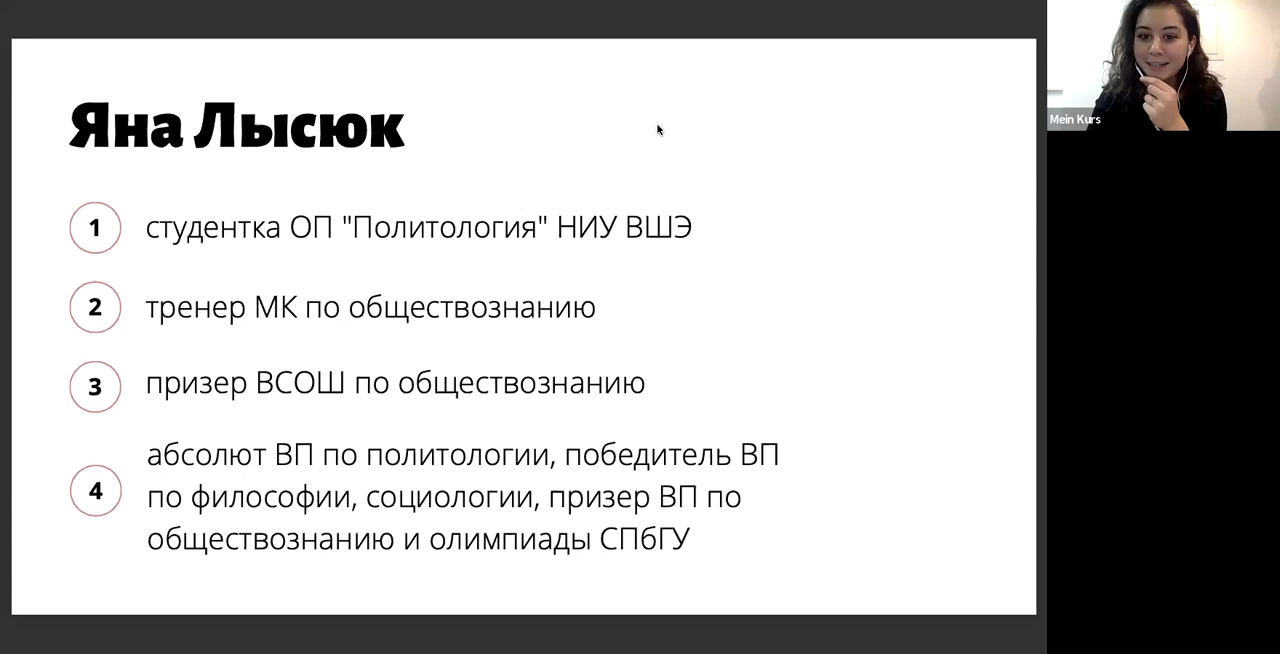 Яна Лысюк
1 студентка ОП "Политология" НИУ ВШЭ
2 тренер МК по обществознанию
3 призер ВСОШ по обществознанию
4 абсолют ВП по политологии, победитель ВП
по философии, социологии, призер ВП по
обществознанию и олимпиады СПбГУ
Mein Kurs